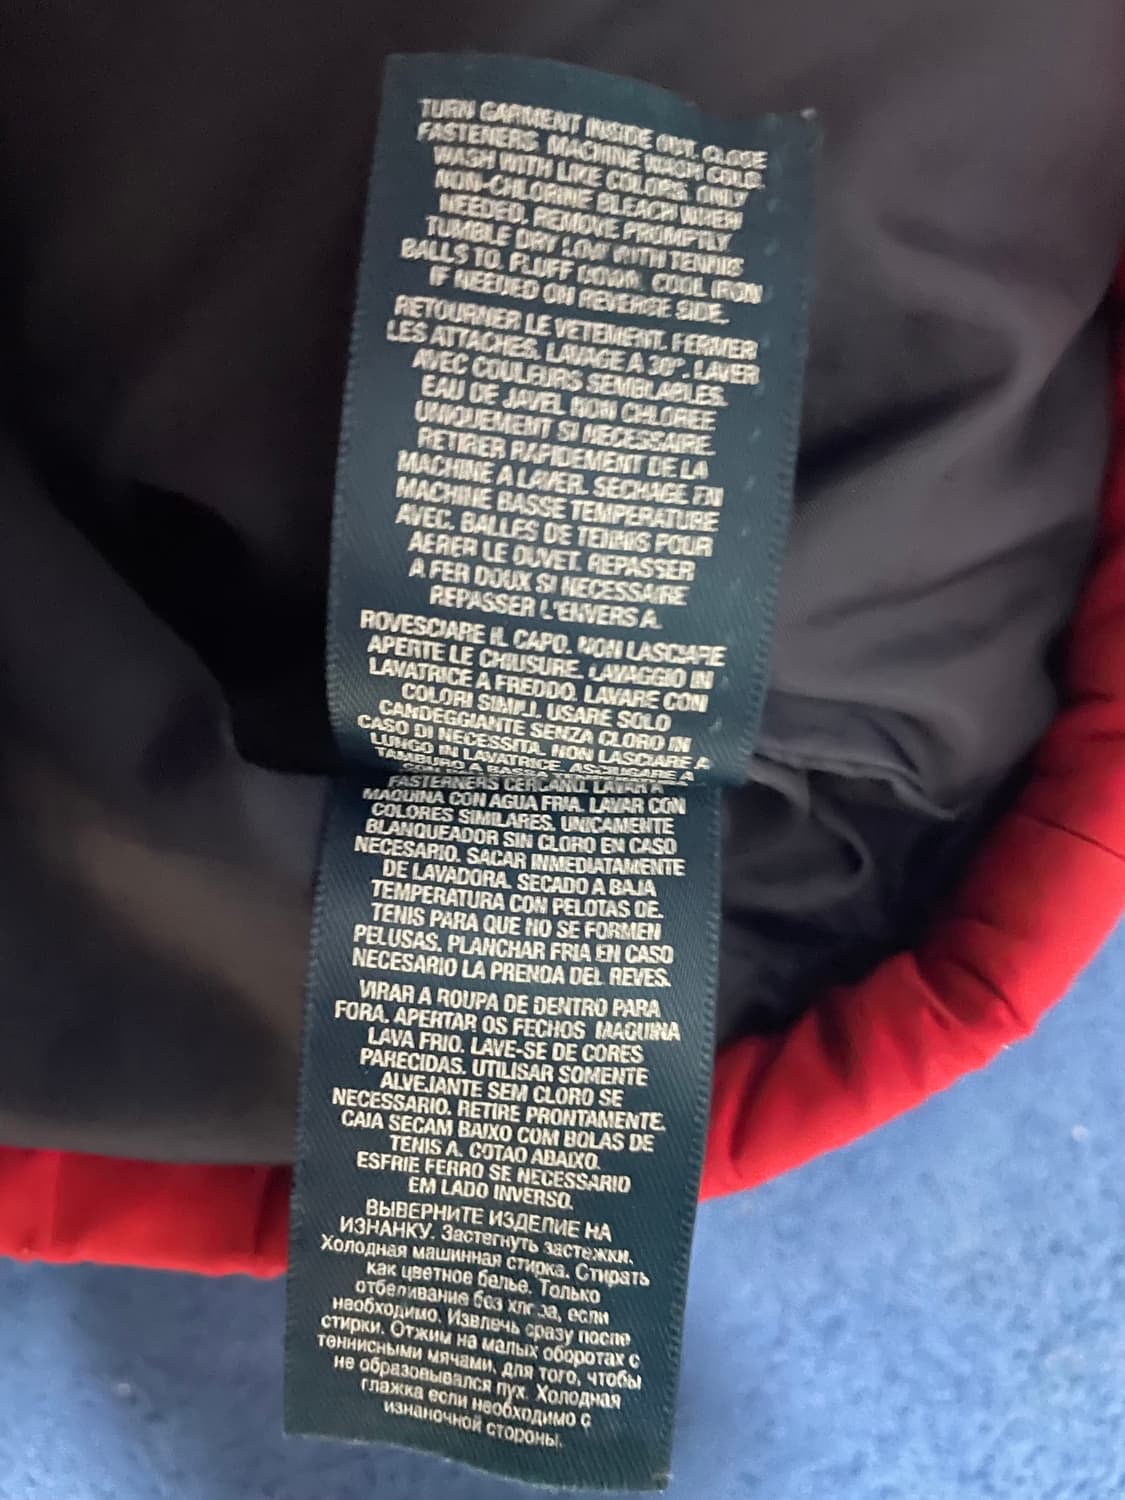 TURN GARMENT INSIDE OUT. CLOSE
FASTENERS. MACHINE WASH COLD.
WASH WITH LIKE COLORS. ONLY
NON-CHLORINE BLEACH WHEN
NEEDED. REMOVE PROMPTLY.
TUMBLE DRY LOW WITH TENNIS
BALLS TO. FLUFF DOWN. COOL IRON
IF NEEDED ON REVERSE SIDE.
RETOURNER LE VETEMENT. FERMER
LES ATTACHES. LAVAGE A 30°. LAVER
AVEC COULEURS SEMBLABLES.
EAU DE JAVEL NON CHLOREE
UNIQUEMENT SI NECESSAIRE.
RETIRER RAPIDEMENT DE LA
MACHINE A LAVER. SECHAGE EN
MACHINE BASSE TEMPERATURE
AVEC. BALLES DE TENNIS POUR
AERER LE DUVET. REPASSER
A FER DOUX SI NECESSAIRE
REPASSER L'ENVERS A.
ROVESCIARE IL CAPO. NON LASCIARE
APERTE LE CHIUSURE. LAVAGGIO IN
LAVATRICE A FREDDO. LAVARE CON
COLORI SIMILI. USARE SOLO
CANDEGGIANTE SENZA CLORO IN
CASO DI NECESSITA. NON LASCIARE A
LUNGO IN LAVATRICE. ASCIUGARE A
LAVAR A
MAQUINA CON AGUA FRIA. LAVAR CON
COLORES SIMILARES. UNICAMENTE
BLANQUEADOR SIN CLORO EN CASO
NECESARIO. SACAR INMEDIATAMENTE
DE LAVADORA. SECADO A BAJA
TEMPERATURA CON PELOTAS DE.
TENIS PARA QUE NO SE FORMEN
PELUSAS. PLANCHAR FRIA EN CASO
NECESARIO LA PRENDA DEL REVES.
VIRAR A ROUPA DE DENTRO PARA
FORA. APERTAR OS FECHOS MAQUINA
LAVA FRIO. LAVE-SE DE CORES
PARECIDAS. UTILISAR SOMENTE
ALVEJANTE SEM CLORO SE
NECESSARIO. RETIRE PRONTAMENTE.
CAIA SECAM BAIXO COM BOLAS DE
TENIS A. COTAO ABAIXO.
ESFRIE FERRO SE NECESSARIO
EM LADO INVERSO.
ВЫВЕРНИТЕ ИЗДЕЛИЕ НА
ИЗНАНКУ. Застегнуть застежки.
Холодная машинная стирка. Стирать
как цветное белье. Только
отбеливание без хлора, если
необходимо. Извлечь сразу после
стирки. Отжим на малых оборотах с
теннисными мячами, для того, чтобы
не образовывался пух. Холодная
глажка если необходимо с
изнаночной стороны.